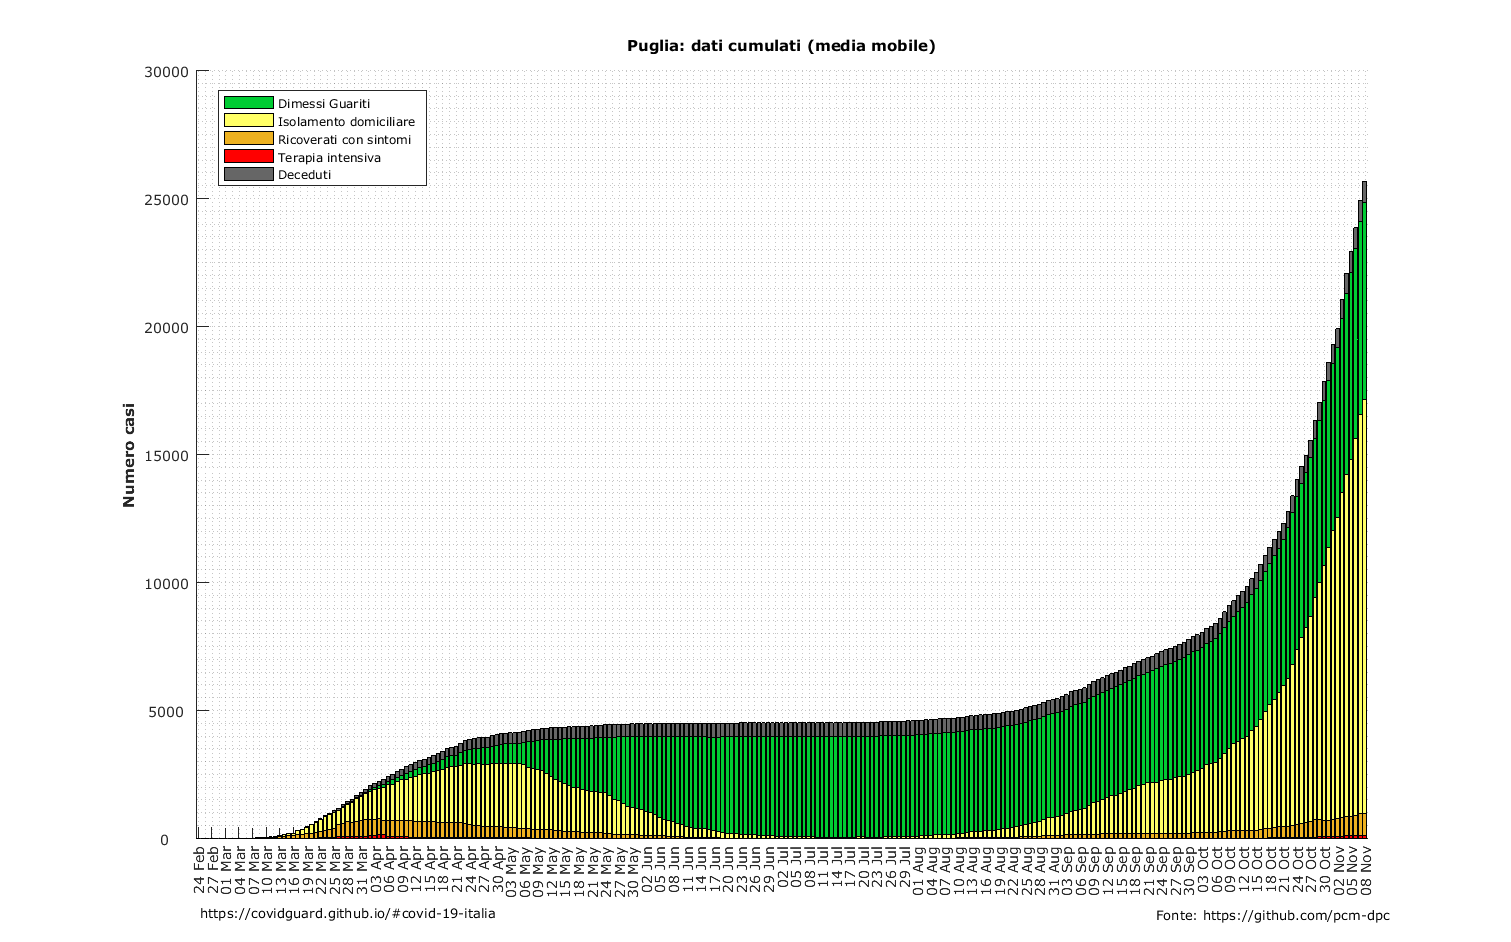 Puglia: dati cumulati (media mobile)
Numero casi
30000
25000
20000
15000
10000
5000
0
Dimessi Guariti
Isolamento domiciliare
Ricoverati con sintomi
Terapia intensiva
Deceduti
24 Feb
27 Feb
01 Mar
04 Mar
07 Mar
10 Mar
13 Mar
16 Mar
19 Mar
22 Mar
25 Mar
28 Mar
31 Mar
03 Apr
06 Apr
09 Apr
12 Apr
15 Apr
18 Apr
21 Apr
24 Apr
27 Apr
30 Apr
03 May
06 May
09 May
12 May
15 May
18 May
21 May
24 May
27 May
30 May
02 Jun
05 Jun
08 Jun
11 Jun
14 Jun
17 Jun
20 Jun
23 Jun
26 Jun
29 Jun
02 Jul
05 Jul
08 Jul
11 Jul
14 Jul
17 Jul
20 Jul
23 Jul
26 Jul
29 Jul
01 Aug
04 Aug
07 Aug
10 Aug
13 Aug
16 Aug
19 Aug
22 Aug
25 Aug
28 Aug
31 Aug
03 Sep
06 Sep
09 Sep
12 Sep
15 Sep
18 Sep
21 Sep
24 Sep
27 Sep
30 Sep
03 Oct
06 Oct
09 Oct
12 Oct
15 Oct
18 Oct
21 Oct
24 Oct
27 Oct
30 Oct
02 Nov
05 Nov
08 Nov
https://covidguard.github.io/#covid-19-italia
Fonte: https://github.com/pcm-dpc